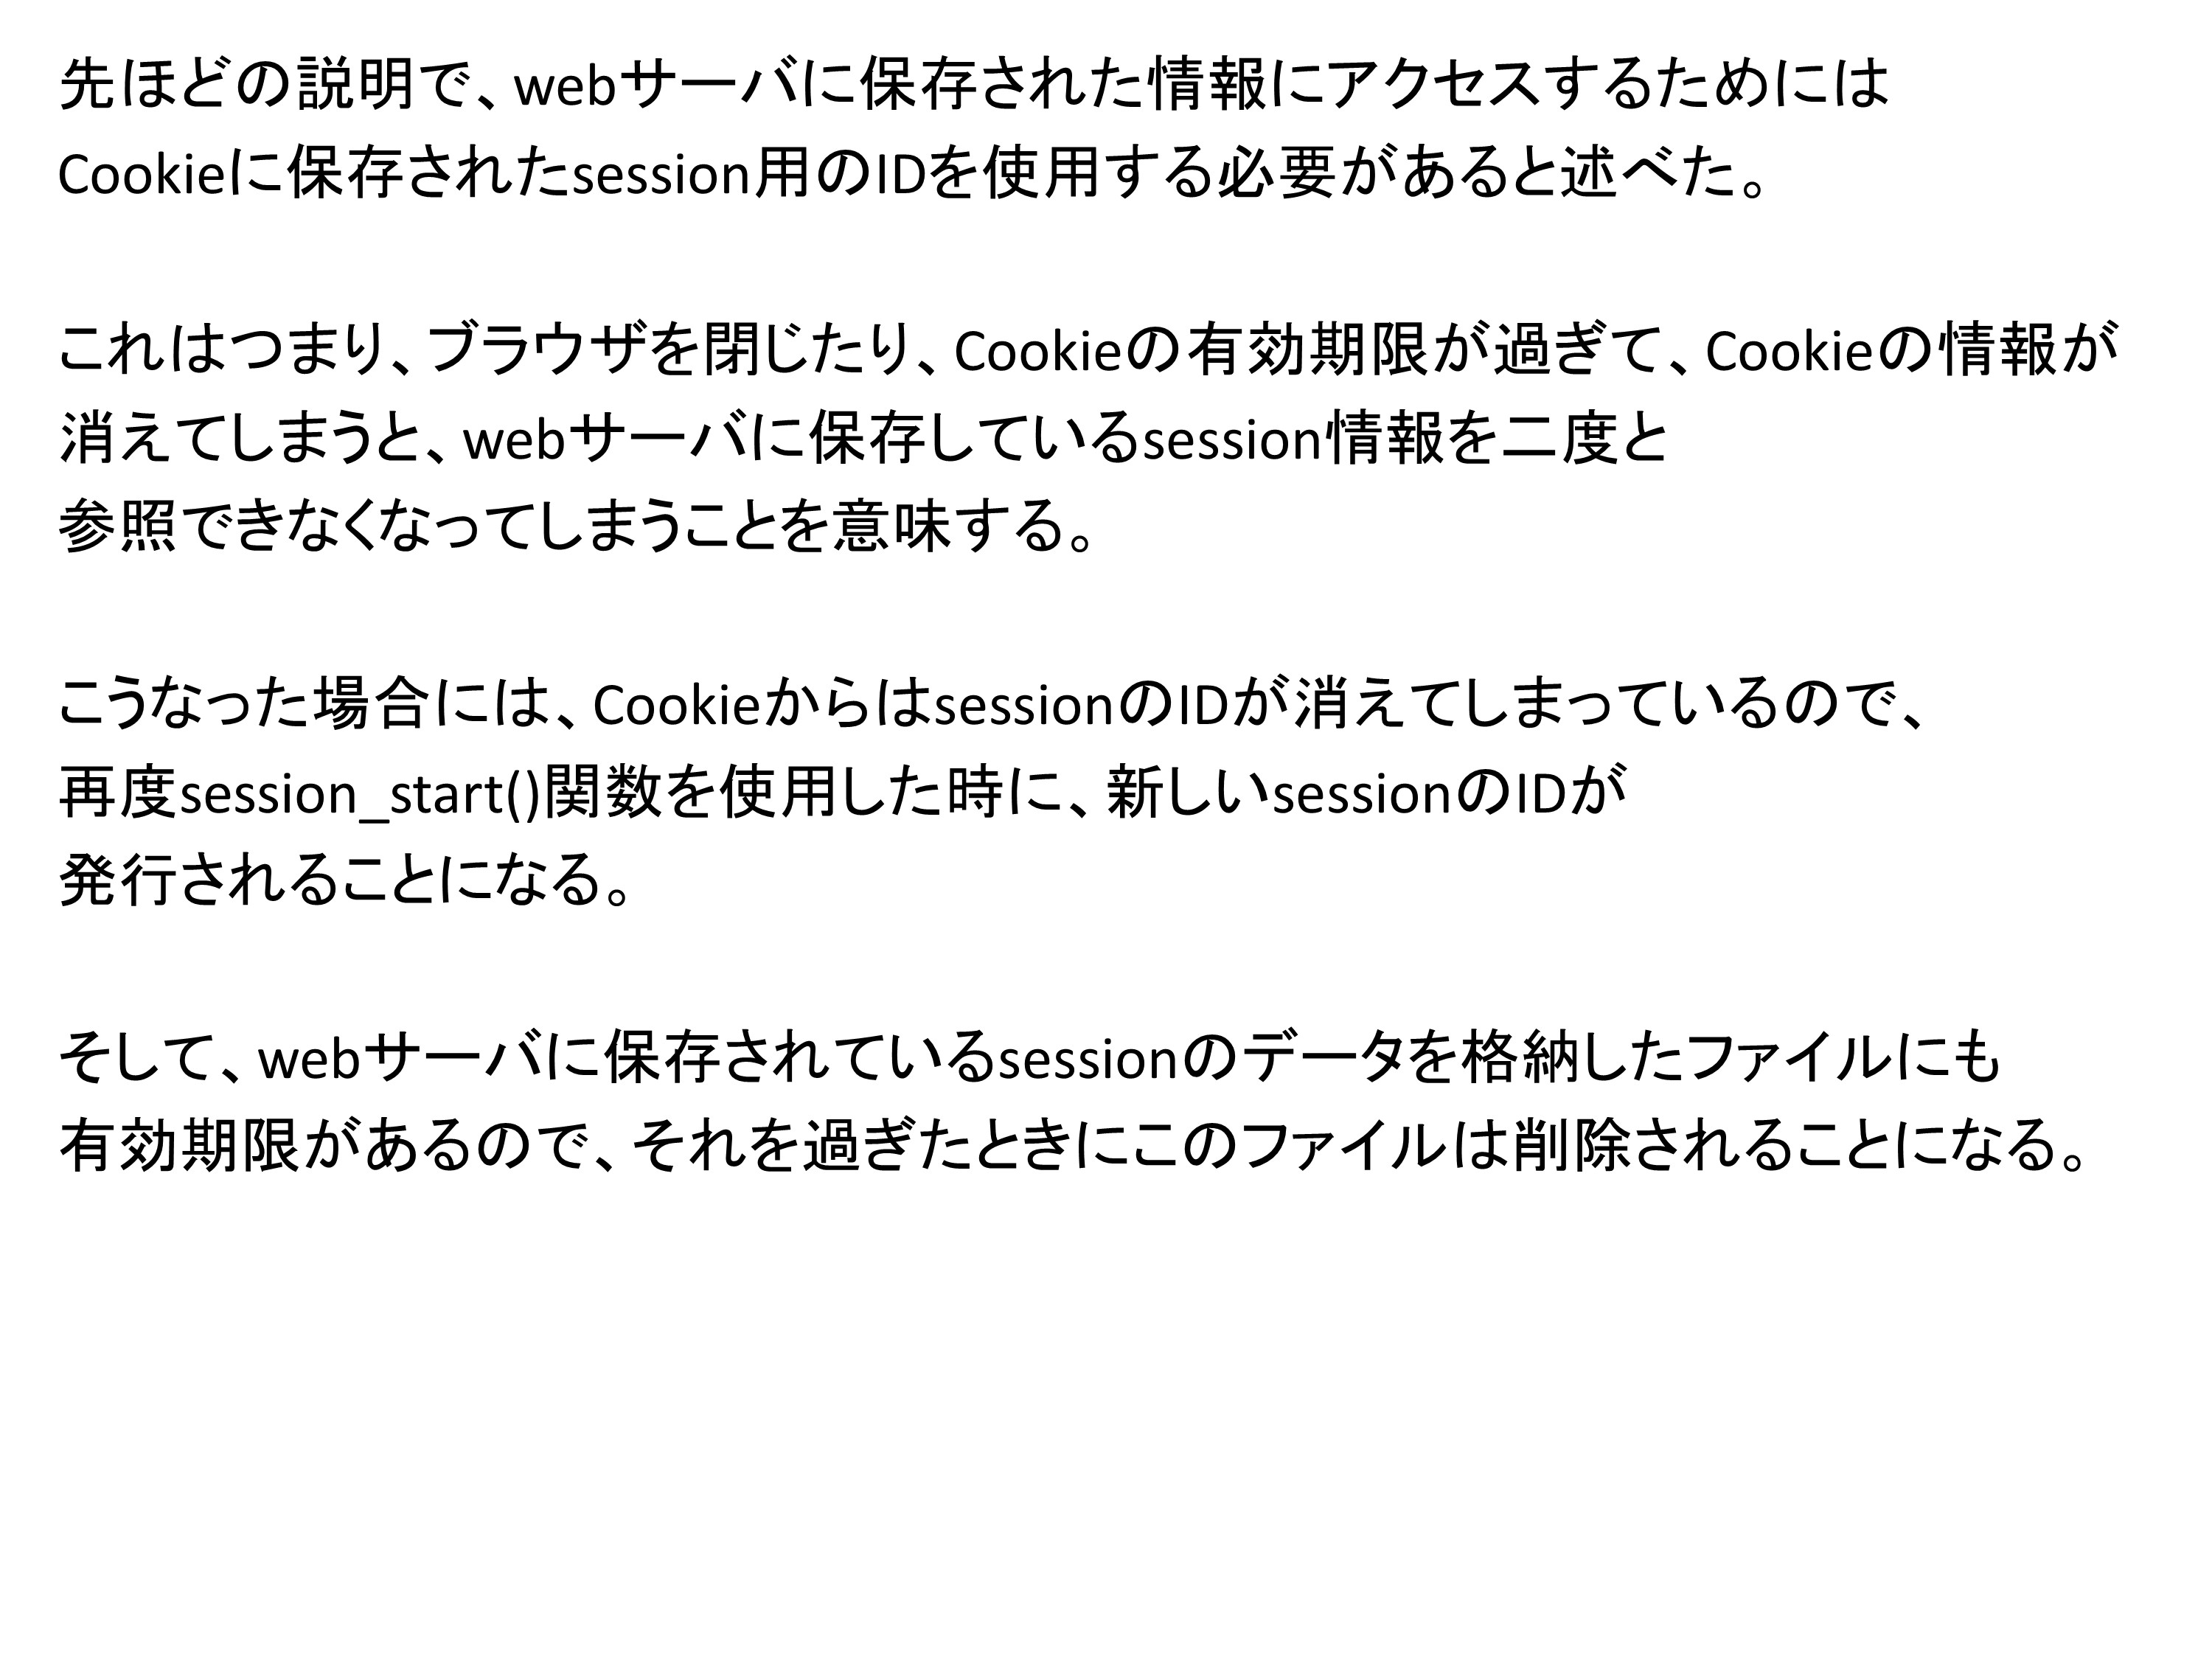 先ほどの説明で、webサーバに保存された情報にアクセスするためには
Cookieに保存されたsession用のIDを使用する必要があると述べた。
これはつまり、ブラウザを閉じたり、Cookieの有効期限が過ぎて、Cookieの情報が
消えてしまうと、webサーバに保存しているsession情報を二度と
参照できなくなってしまうことを意味する。
こうなった場合には、CookieからはsessionのIDが消えてしまっているので、
再度session_start()関数を使用した時に、新しいsessionのIDが
発行されることになる。
そして、webサーバに保存されているsessionのデータを格納したファイルにも
有効期限があるので、それを過ぎたときにこのファイルは削除されることになる。